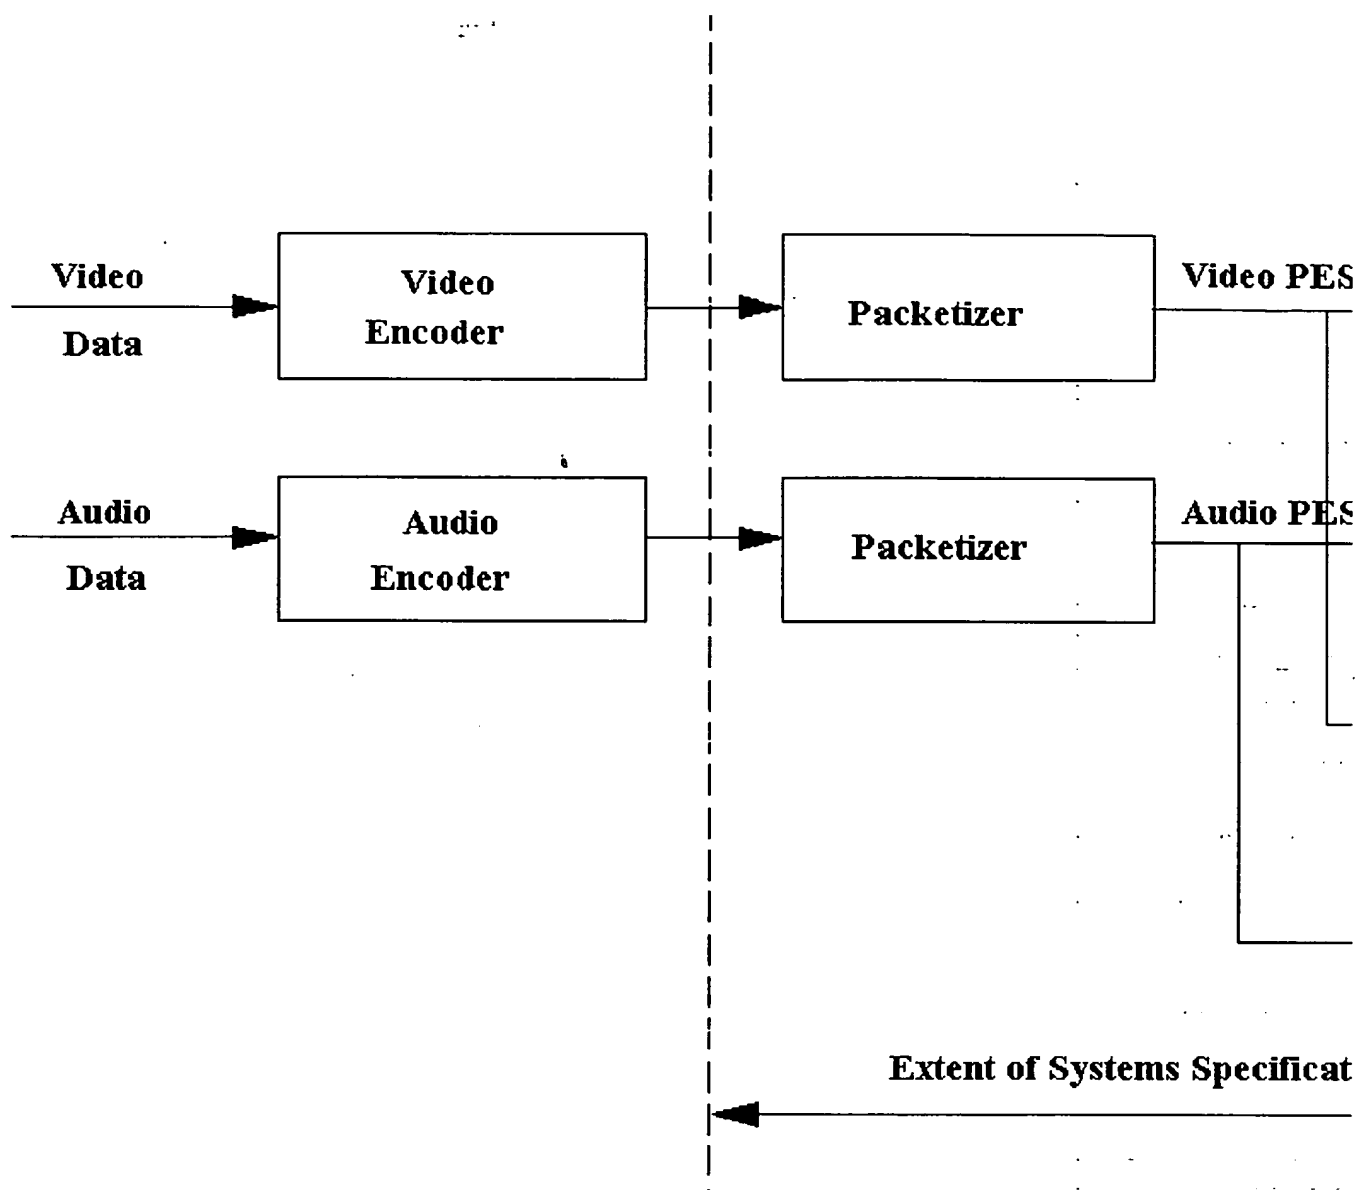 Video
Data
Video
Encoder
Packetizer
Video PES
Audio
Data
Audio
Encoder
Packetizer
Audio PES
Extent of Systems Specificat